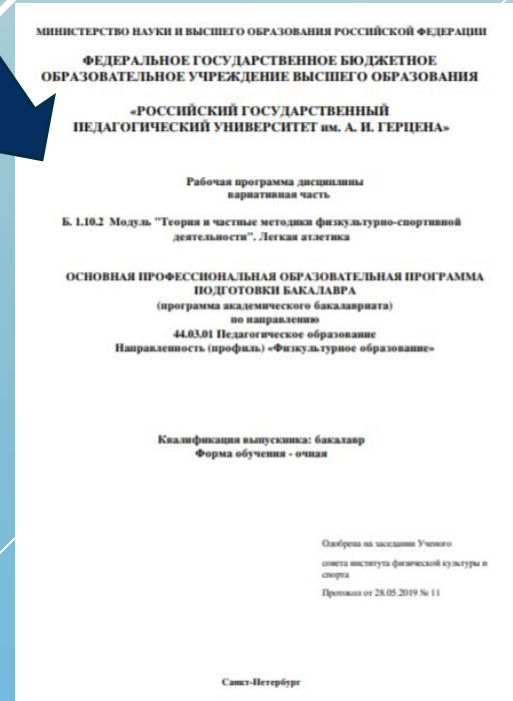 МИНИСТЕРСТВО НАУКИ И ВЫСШЕГО ОБРАЗОВАНИЯ РОССИЙСКОЙ ФЕДЕРАЦИИ
ФЕДЕРАЛЬНОЕ ГОСУДАРСТВЕННОЕ БЮДЖЕТНОЕ
ОБРАЗОВАТЕЛЬНОЕ УЧРЕЖДЕНИЕ ВЫСШЕГО ОБРАЗОВАНИЯ
«РОССИЙСКИЙ ГОСУДАРСТВЕННЫЙ
ПЕДАГОГИЧЕСКИЙ УНИВЕРСИТЕТ им. А. И. ГЕРЦЕНА»
Рабочая программа дисциплины
вариативная часть
Б. 1.10.2 Модуль "Теория и частные методики физкультурно-спортивной
деятельности". Легкая атлетика
ОСНОВНАЯ ПРОФЕССИОНАЛЬНАЯ ОБРАЗОВАТЕЛЬНАЯ ПРОГРАММА
ПОДГОТОВКИ БАКАЛАВРА
(программа академического бакалавриата)
по направлению
44.03.01 Педагогическое образование
Направленность (профиль) «Физкультурное образование»
Квалификация выпускника: бакалавр
Форма обучения - очная
Одобрена на заседании Ученого
совета института физической культуры и
спорта
Протокол от 28.05.2019 № 11
Санкт-Петербург